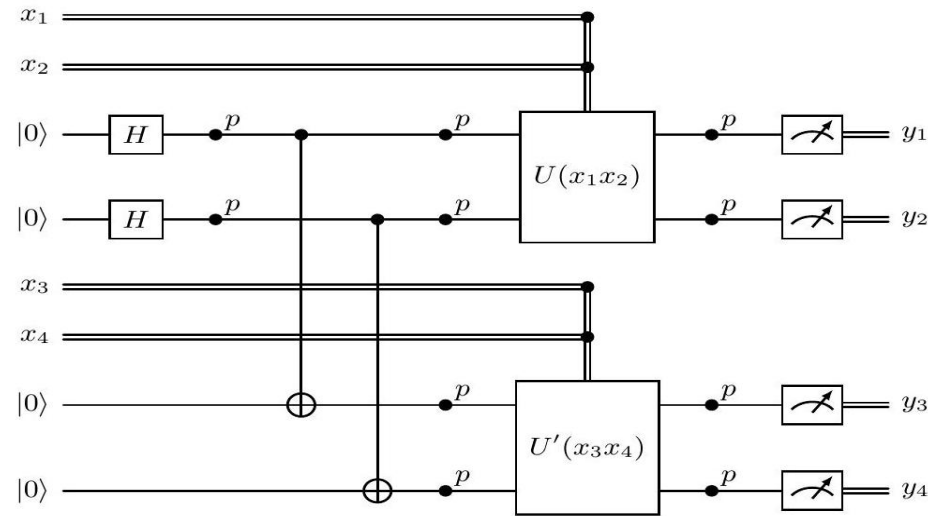 x₁
x₂
|0⟩ H p p p y₁
U(x₁x₂)
|0⟩ H p p p y₂
x₃
x₄
|0⟩ p p y₃
U′(x₃x₄)
|0⟩ p p y₄